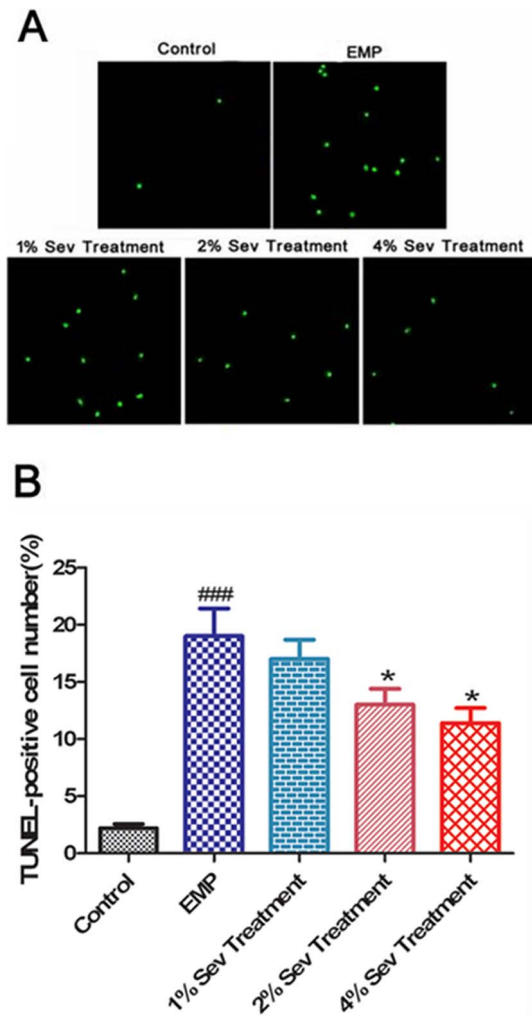 A
Control EMP
1% Sev Treatment 2% Sev Treatment 4% Sev Treatment
B
TUNEL-positive cell number(%)
25
20
15
10
5
0
###
*
*
Control
EMP
1% Sev Treatment
2% Sev Treatment
4% Sev Treatment